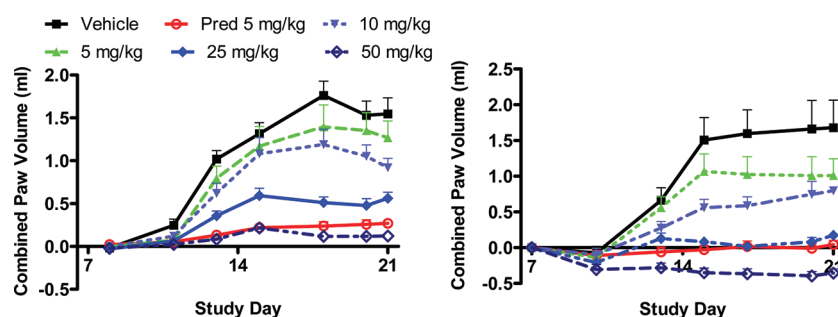 Vehicle Pred 5 mg/kg 10 mg/kg
5 mg/kg 25 mg/kg 50 mg/kg
Combined Paw Volume (ml)
2.0
1.5
1.0
0.5
0.0
-0.5
7 14 21
Study Day
Combined Paw Volume (ml)
2.5
2.0
1.5
1.0
0.5
0.0
-0.5
7 14 21
Study Day